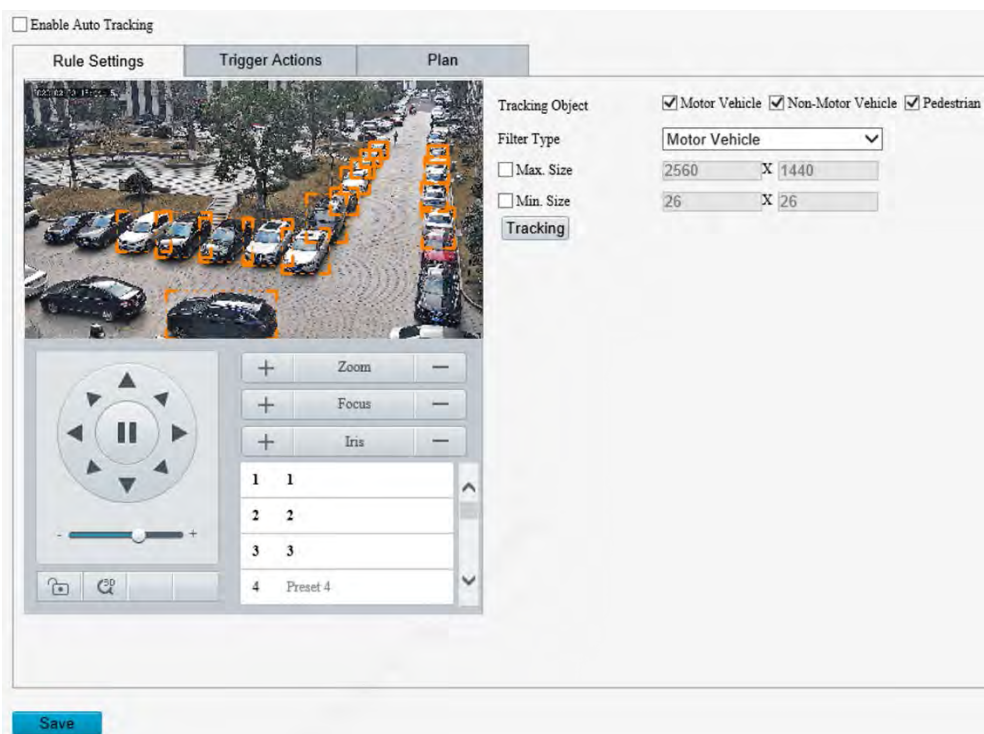 Enable Auto Tracking
Rule Settings Trigger Actions Plan
Tracking Object Motor Vehicle Non-Motor Vehicle Pedestrian
Filter Type Motor Vehicle
Max. Size 2560 X 1440
Min. Size 26 X 26
Tracking
+ Zoom −
+ Focus −
+ Iris −
1 1
2 2
3 3
4 Preset 4
- +
3D
Save